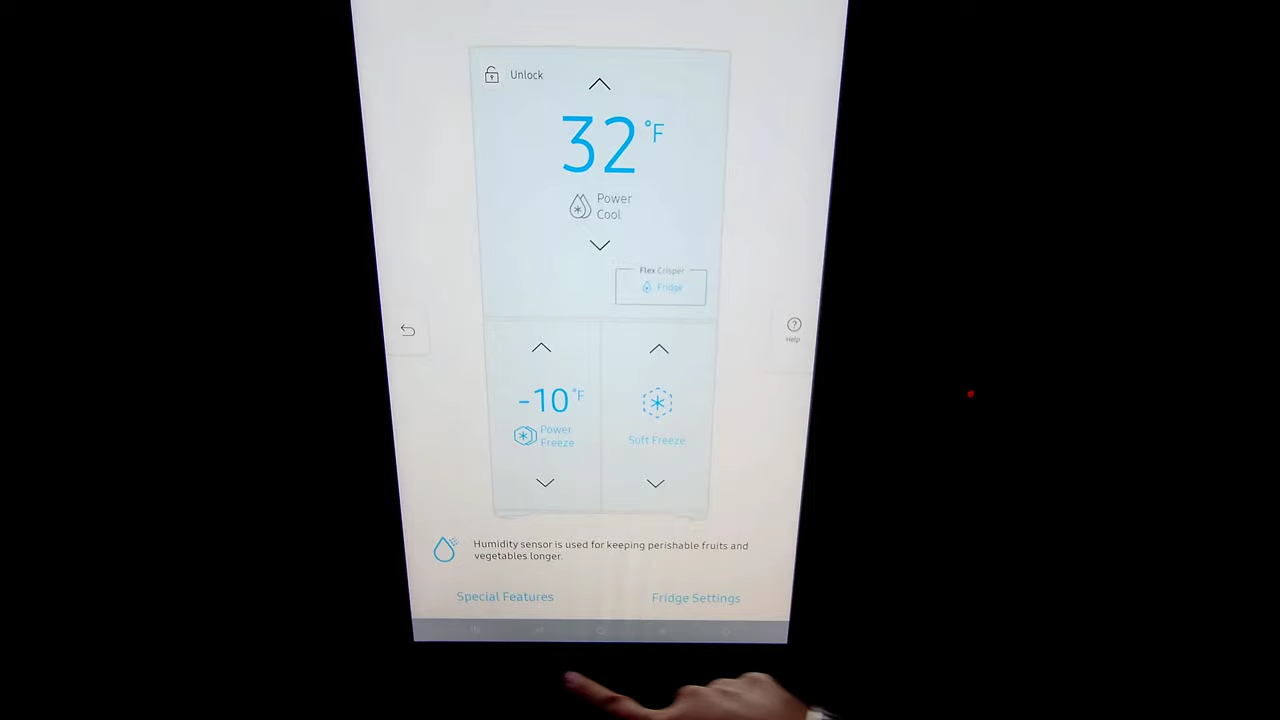 Unlock
32 °F
Power
Cool
Flex Crisper
Fridge
-10 °F
Power
Freeze
Soft Freeze
Help
Humidity sensor is used for keeping perishable fruits and
vegetables longer.
Special Features
Fridge Settings